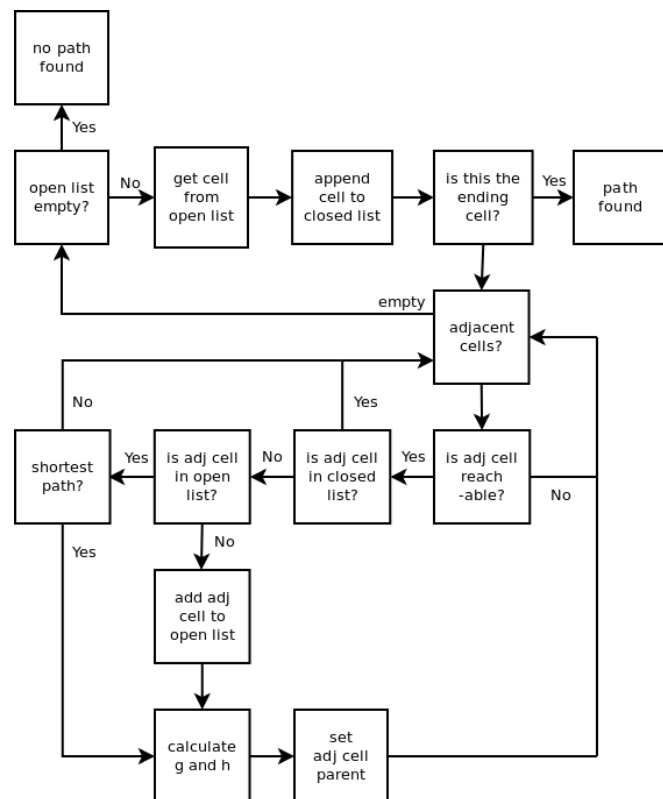 no path
found
Yes
open list
empty?
No
get cell
from
open list
append
cell to
closed list
is this the
ending
cell?
Yes
path
found
empty
adjacent
cells?
No
Yes
shortest
path?
Yes
is adj cell
in open
list?
No
is adj cell
in closed
list?
Yes
is adj cell
reach
-able?
No
Yes
No
add adj
cell to
open list
calculate
g and h
set
adj cell
parent